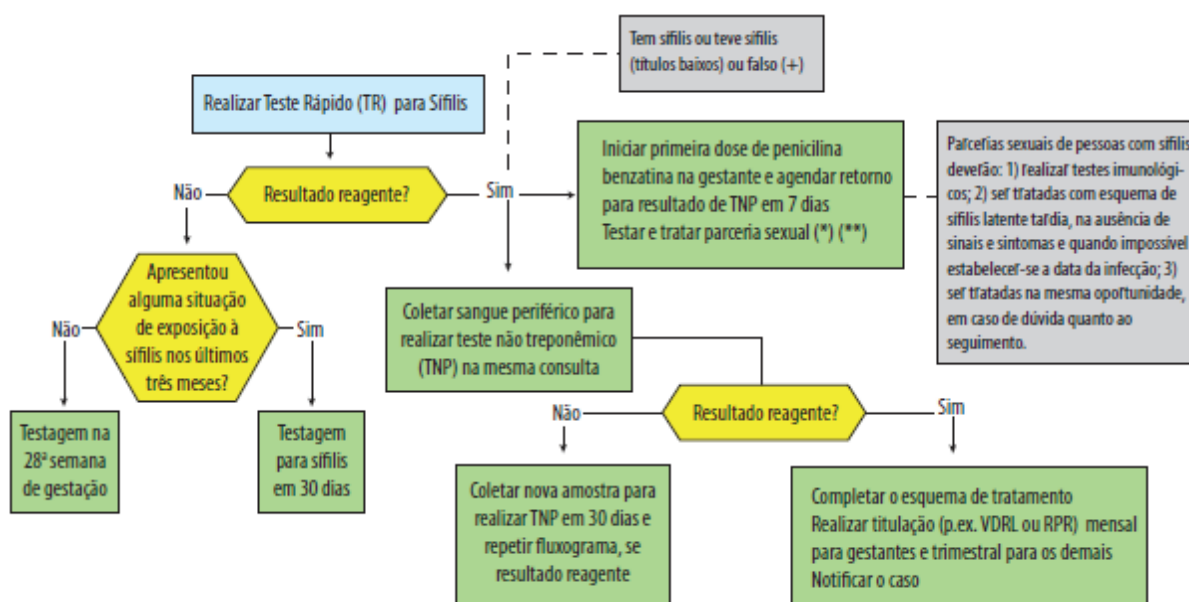 Tem sífilis ou teve sífilis
(títulos baixos) ou falso (+)
Realizar Teste Rápido (TR) para Sífilis
Resultado reagente?
Não
Sim
Iniciar primeira dose de penicilina
benzatina na gestante e agendar retorno
para resultado de TNP em 7 dias
Testar e tratar parceria sexual (*) (**)
Parcerias sexuais de pessoas com sífilis
deverão: 1) realizar testes imunológi-
cos; 2) ser tratadas com esquema de
sífilis latente tardia, na ausência de
sinais e sintomas e quando impossível
estabelecer-se a data da infecção; 3)
ser tratadas na mesma oportunidade,
em caso de dúvida quanto ao
seguimento.
Apresentou
alguma situação
de exposição à
sífilis nos últimos
três meses?
Não
Sim
Testagem na
28ª semana
de gestação
Testagem
para sífilis
em 30 dias
Coletar sangue periférico para
realizar teste não treponêmico
(TNP) na mesma consulta
Resultado reagente?
Não
Sim
Coletar nova amostra para
realizar TNP em 30 dias e
repetir fluxograma, se
resultado reagente
Completar o esquema de tratamento
Realizar titulação (p.ex. VDRL ou RPR) mensal
para gestantes e trimestral para os demais
Notificar o caso